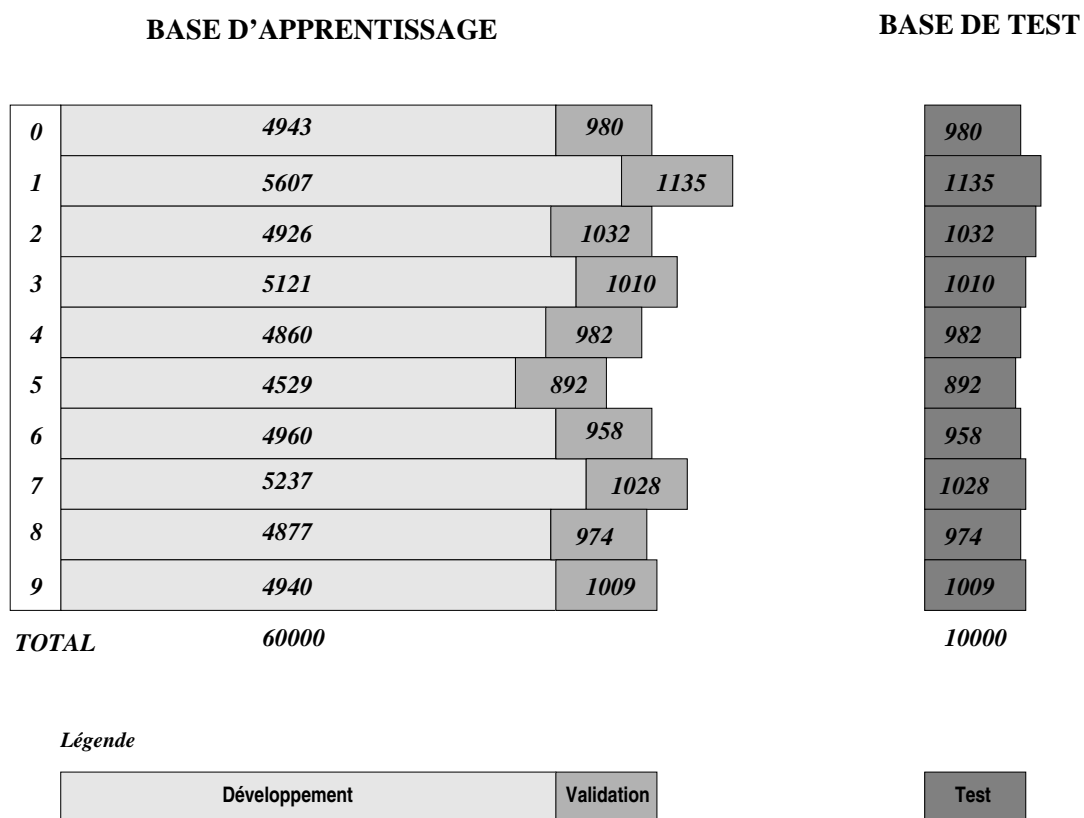 BASE D’APPRENTISSAGE BASE DE TEST
0 4943 980 980
1 5607 1135 1135
2 4926 1032 1032
3 5121 1010 1010
4 4860 982 982
5 4529 892 892
6 4960 958 958
7 5237 1028 1028
8 4877 974 974
9 4940 1009 1009
TOTAL 60000 10000
Légende
Développement Validation Test